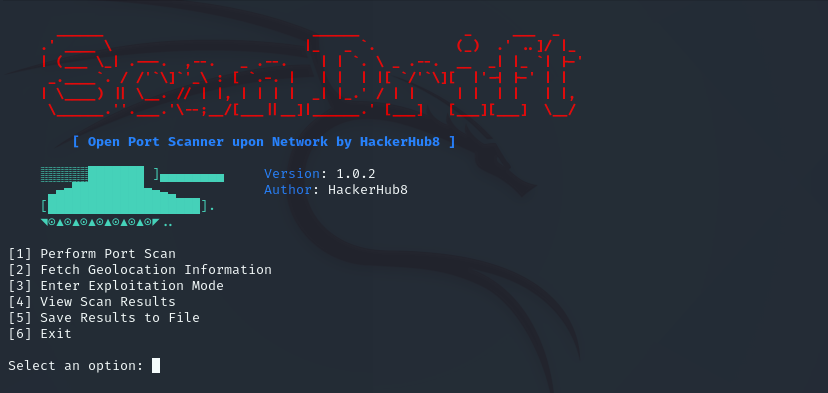 ScanDrift
[ Open Port Scanner upon Network by HackerHub8 ]
Version: 1.0.2
Author: HackerHub8
[1] Perform Port Scan
[2] Fetch Geolocation Information
[3] Enter Exploitation Mode
[4] View Scan Results
[5] Save Results to File
[6] Exit
Select an option: